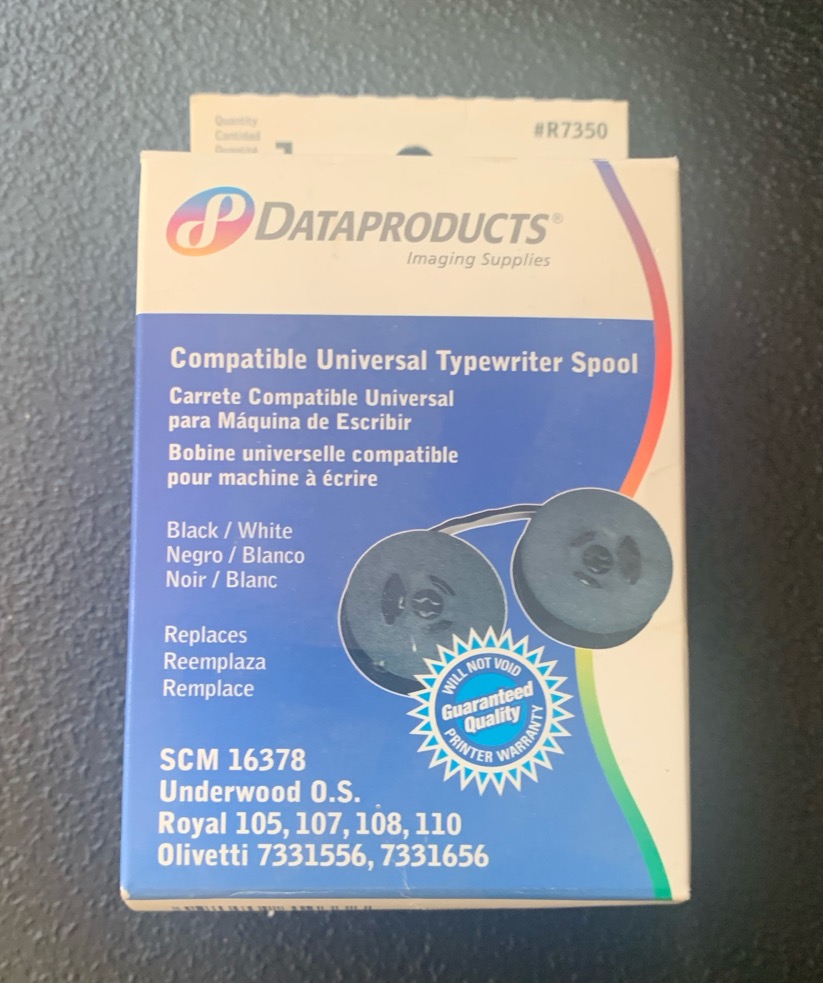 Quantity
Cantidad
Quantité
1
#R7350
DATAPRODUCTS®
Imaging Supplies
Compatible Universal Typewriter Spool
Carrete Compatible Universal
para Máquina de Escribir
Bobine universelle compatible
pour machine à écrire
Black / White
Negro / Blanco
Noir / Blanc
Replaces
Reemplaza
Remplace
WILL NOT VOID
Guaranteed
Quality
PRINTER WARRANTY
SCM 16378
Underwood O.S.
Royal 105, 107, 108, 110
Olivetti 7331556, 7331656